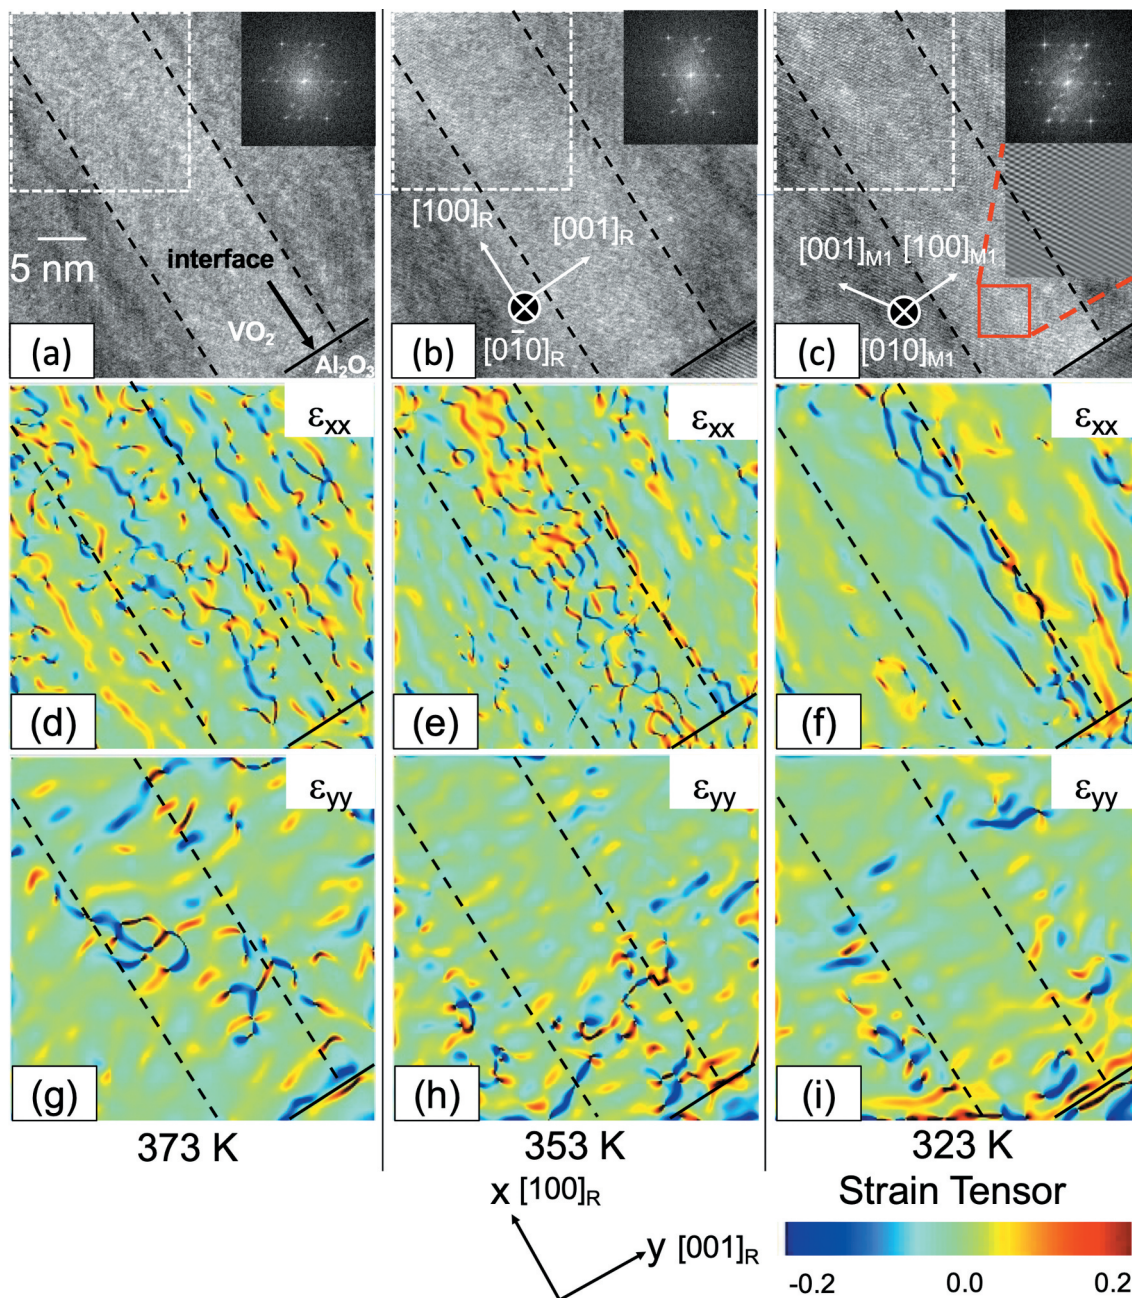 5 nm
interface
VO₂
Al₂O₃
(a)
[100]R
[001]R
[01̄0]R
(b)
[001]M1
[100]M1
[010]M1
(c)
εxx
(d)
εxx
(e)
εxx
(f)
εyy
(g)
εyy
(h)
εyy
(i)
373 K
353 K
323 K
x [100]R
y [001]R
Strain Tensor
-0.2
0.0
0.2